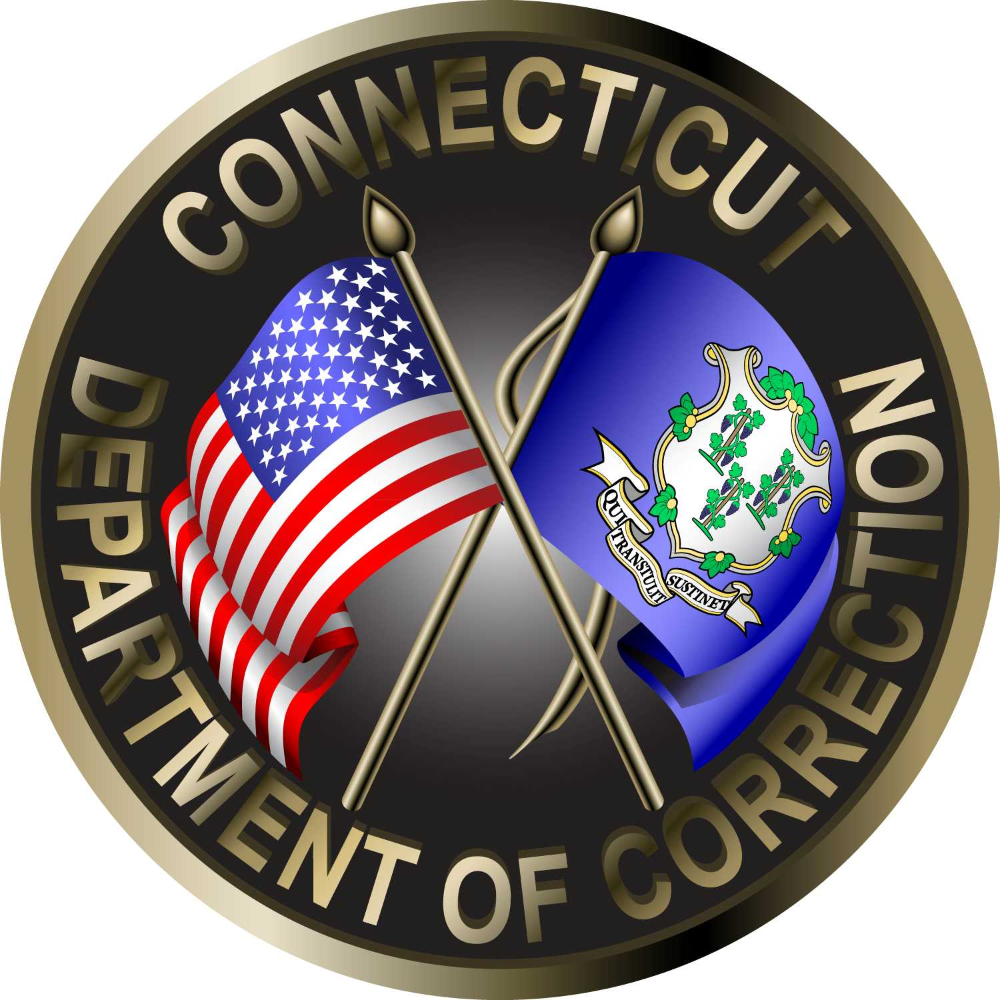 CONNECTICUT
DEPARTMENT OF CORRECTION
QUI TRANSTULIT SUSTINET